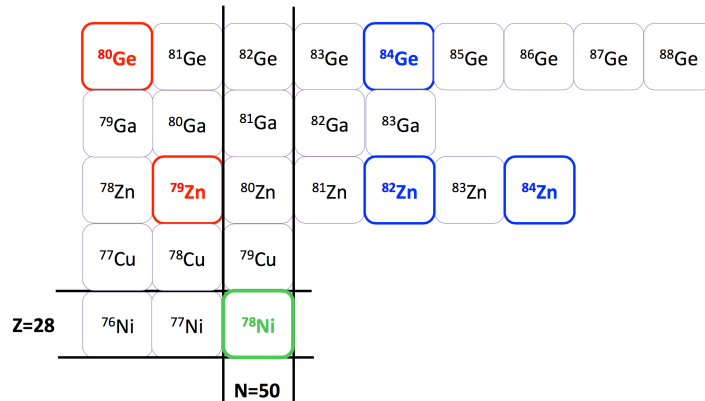 ⁸⁰Ge ⁸¹Ge ⁸²Ge ⁸³Ge ⁸⁴Ge ⁸⁵Ge ⁸⁶Ge ⁸⁷Ge ⁸⁸Ge
⁷⁹Ga ⁸⁰Ga ⁸¹Ga ⁸²Ga ⁸³Ga
⁷⁸Zn ⁷⁹Zn ⁸⁰Zn ⁸¹Zn ⁸²Zn ⁸³Zn ⁸⁴Zn
⁷⁷Cu ⁷⁸Cu ⁷⁹Cu
Z=28 ⁷⁶Ni ⁷⁷Ni ⁷⁸Ni
N=50